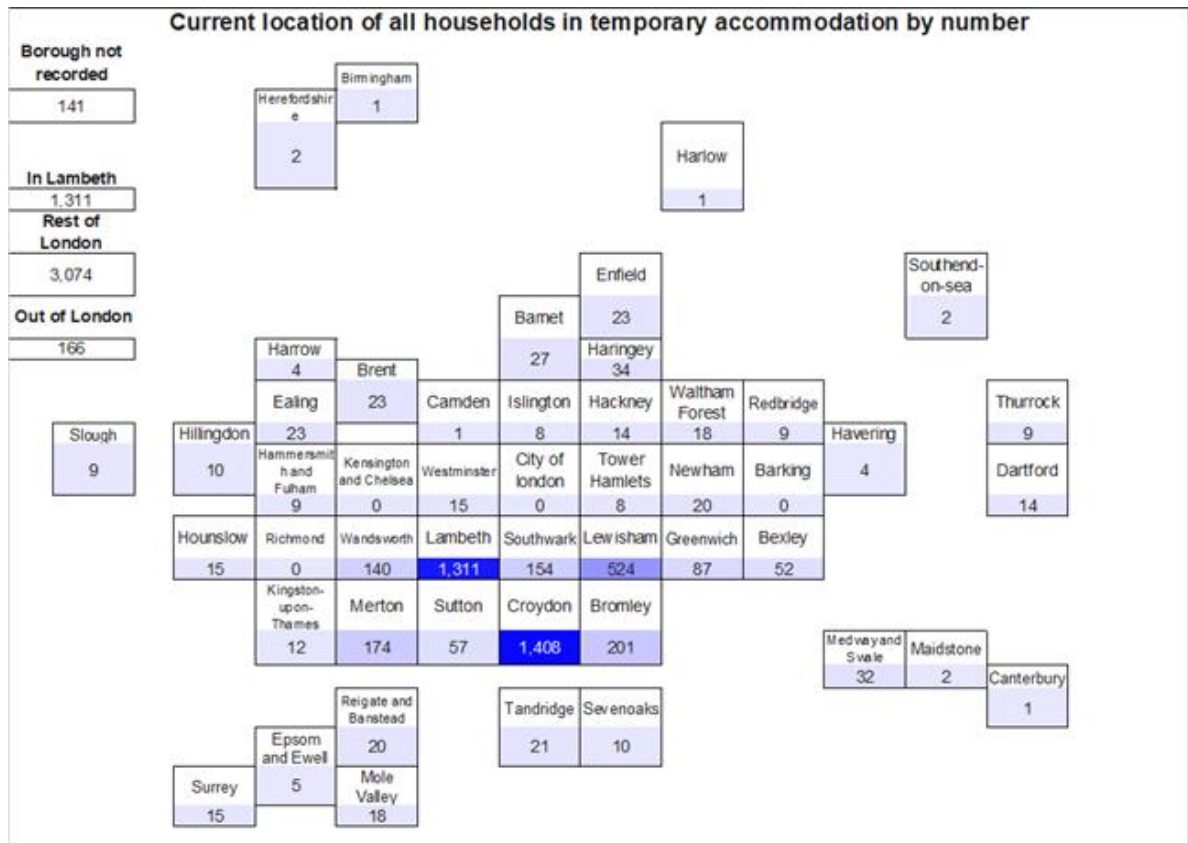 Current location of all households in temporary accommodation by number
Borough not
recorded
141
In Lambeth
1,311
Rest of
London
3,074
Out of London
166
Birmingham
1
Herefordshir
e
2
Harlow
1
Southend-
on-sea
2
Enfield
23
Barnet
27
Haringey
34
Harrow
4
Brent
23
Ealing
23
Camden
1
Islington
8
Hackney
14
Waltham
Forest
18
Redbridge
9
Thurrock
9
Slough
9
Hillingdon
10
Havering
4
Hammersmit
h and
Fulham
9
Kensington
and Chelsea
0
Westminster
15
City of
london
0
Tower
Hamlets
8
Newham
20
Barking
0
Dartford
14
Hounslow
15
Richmond
0
Wandsworth
140
Lambeth
1,311
Southwark
154
Lewisham
524
Greenwich
87
Bexley
52
Kingston-
upon-
Thames
12
Merton
174
Sutton
57
Croydon
1,408
Bromley
201
Medway and
Swale
32
Maidstone
2
Canterbury
1
Reigate and
Banstead
20
Tandridge
21
Sevenoaks
10
Epsom
and Ewell
5
Surrey
15
Mole
Valley
18